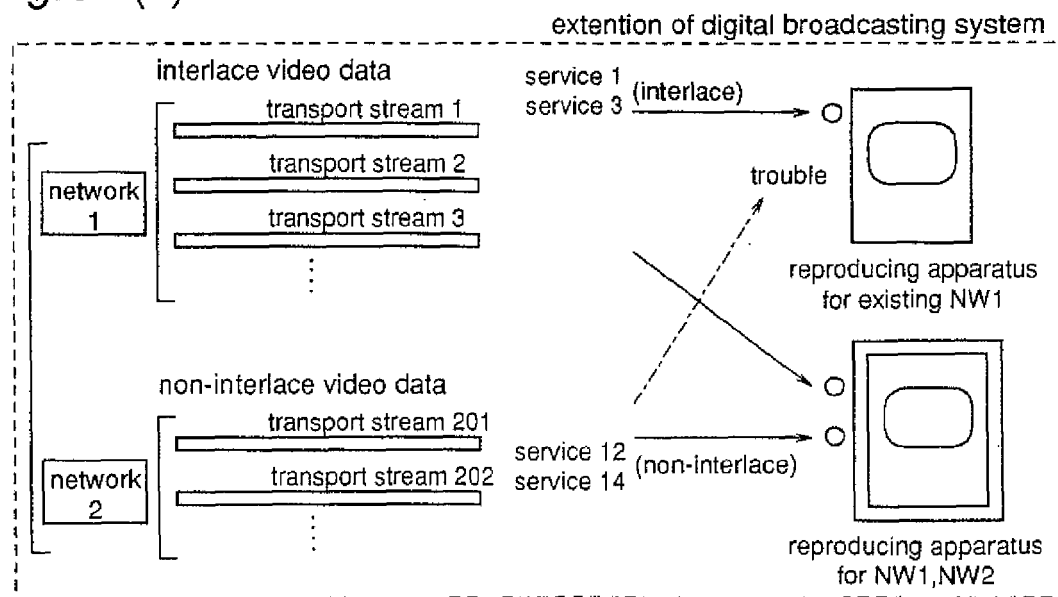 extention of digital broadcasting system
interlace video data
transport stream 1
transport stream 2
transport stream 3
network
1
service 1
service 3
(interlace)
trouble
reproducing apparatus
for existing NW1
non-interlace video data
transport stream 201
transport stream 202
network
2
service 12
service 14
(non-interlace)
reproducing apparatus
for NW1,NW2